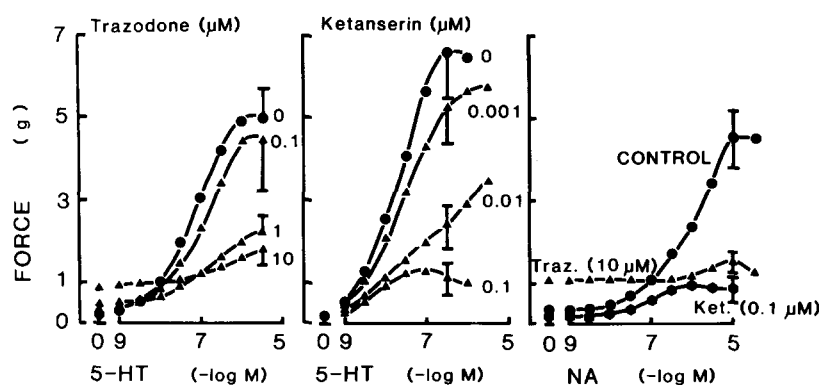 Trazodone (μM)
Ketanserin (μM)
7
5
3
1
0
FORCE (g)
0
0.1
1
10
0
0.001
0.01
0.1
CONTROL
Traz. (10 μM)
Ket. (0.1 μM)
0 9 7 5
0 9 7 5
0 9 7 5
5-HT (-log M)
5-HT (-log M)
NA (-log M)